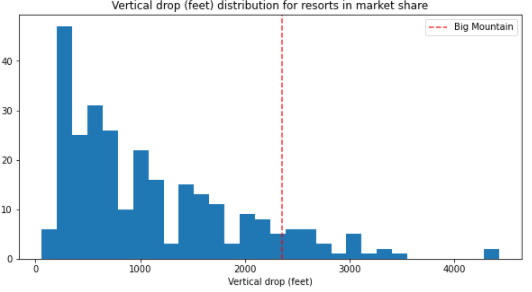 Vertical drop (feet) distribution for resorts in market share
Big Mountain
40
30
20
10
0
0 1000 2000 3000 4000
Vertical drop (feet)